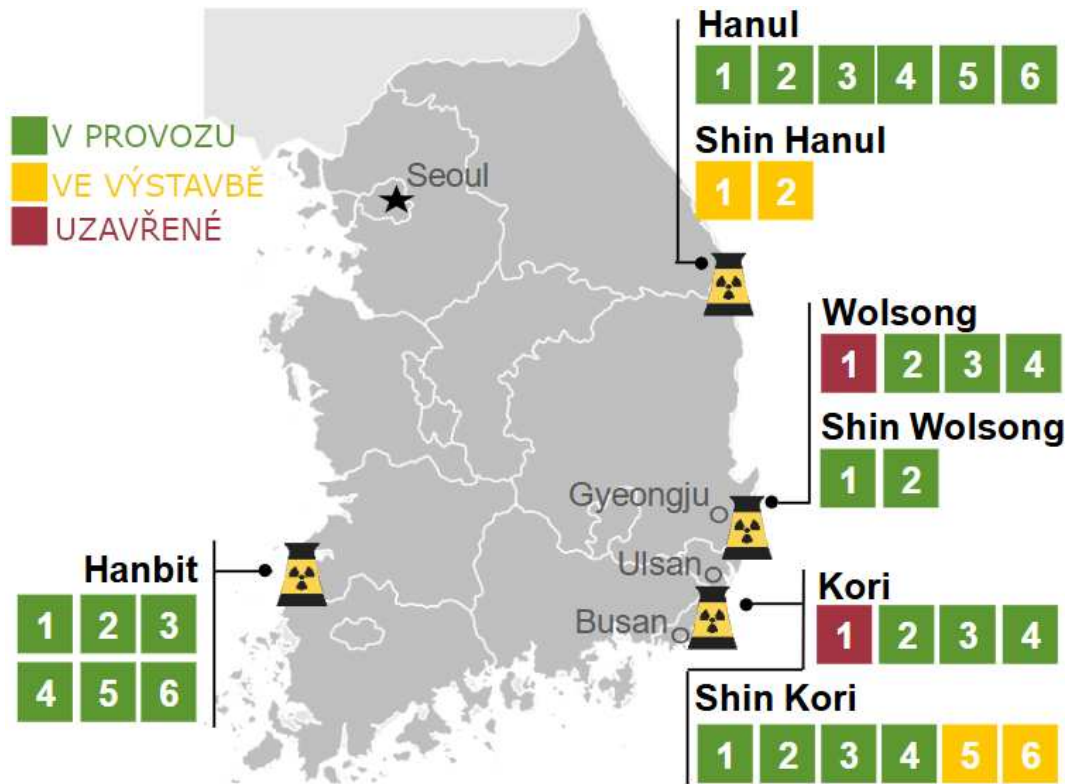 Hanul
1 2 3 4 5 6
Shin Hanul
1 2
V PROVOZU
VE VÝSTAVBĚ
UZAVŘENÉ
Seoul
Wolsong
1 2 3 4
Shin Wolsong
1 2
Gyeongju
Ulsan
Busan
Hanbit
1 2 3
4 5 6
Kori
1 2 3 4
Shin Kori
1 2 3 4 5 6